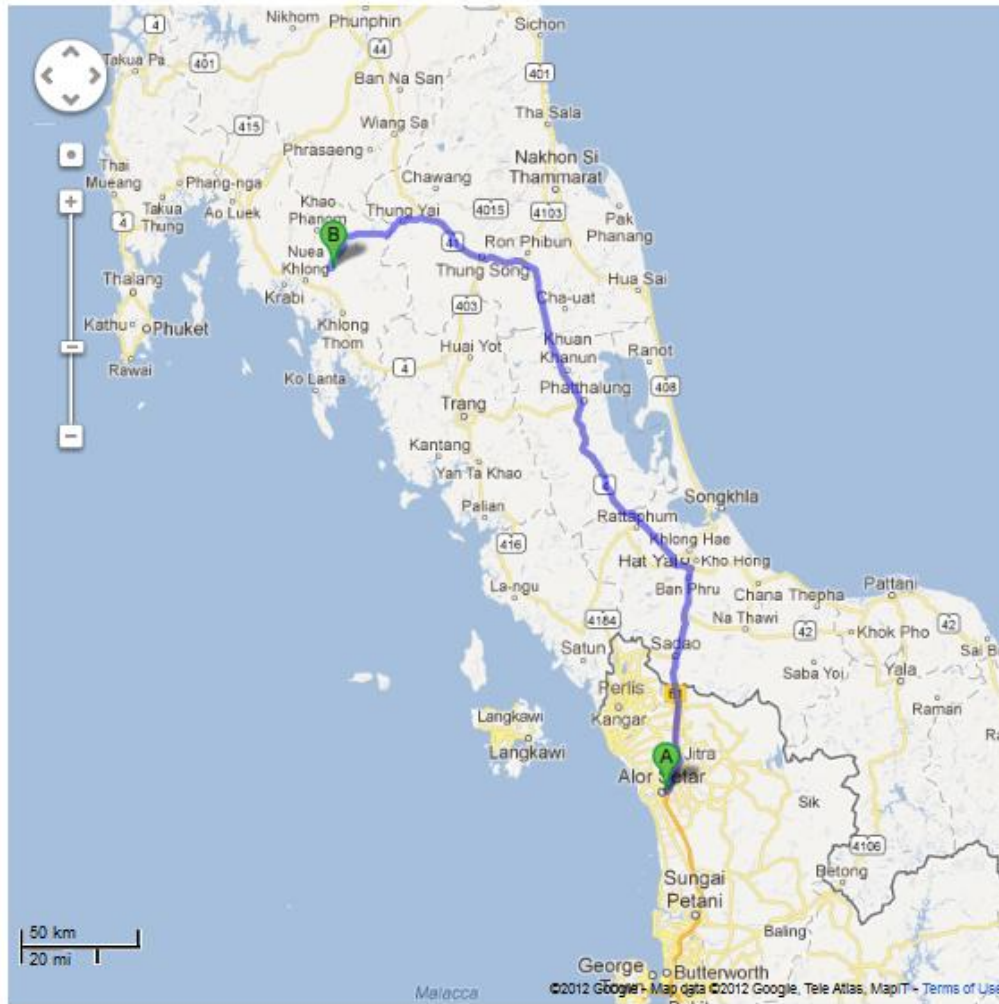 Nikhom
Phunphin
Sichon
4
44
Takua Pa
401
Ban Na San
401
Tha Sala
415
Wiang Sa
Phrasaeng
Nakhon Si
Thammarat
Thai
Mueang
Phang-nga
Chawang
Khao
Phanom
Takua
Thung
Ao Luek
4
Thung Yai
4015
4103
Pak
Phanang
B
41
Ron Phibun
Nuea
Khlong
Thung Song
Hua Sai
Thalang
Krabi
403
Cha-uat
Kathu
Phuket
Khlong
Thom
Huai Yot
Khuan
Khanun
Ranot
Rawai
Ko Lanta
4
Phatthalung
408
Trang
Kantang
Yan Ta Khao
4
Songkhla
Palian
Rattaphum
416
Khlong Hae
Hat Yai
Kho Hong
La-ngu
Ban Phru
Chana
Thepha
Pattani
4184
Na Thawi
42
Khok Pho
42
Satun
Sadao
Sai B
Saba Yoi
Yala
Perlis
Kangar
Raman
Langkawi
Langkawi
Ra
A
Jitra
Alor Setar
Sik
4106
Betong
Sungai
Petani
50 km
20 mi
Baling
George
Town
Butterworth
Malacca
©2012 Google - Map data ©2012 Google, Tele Atlas, MapIT - Terms of Use